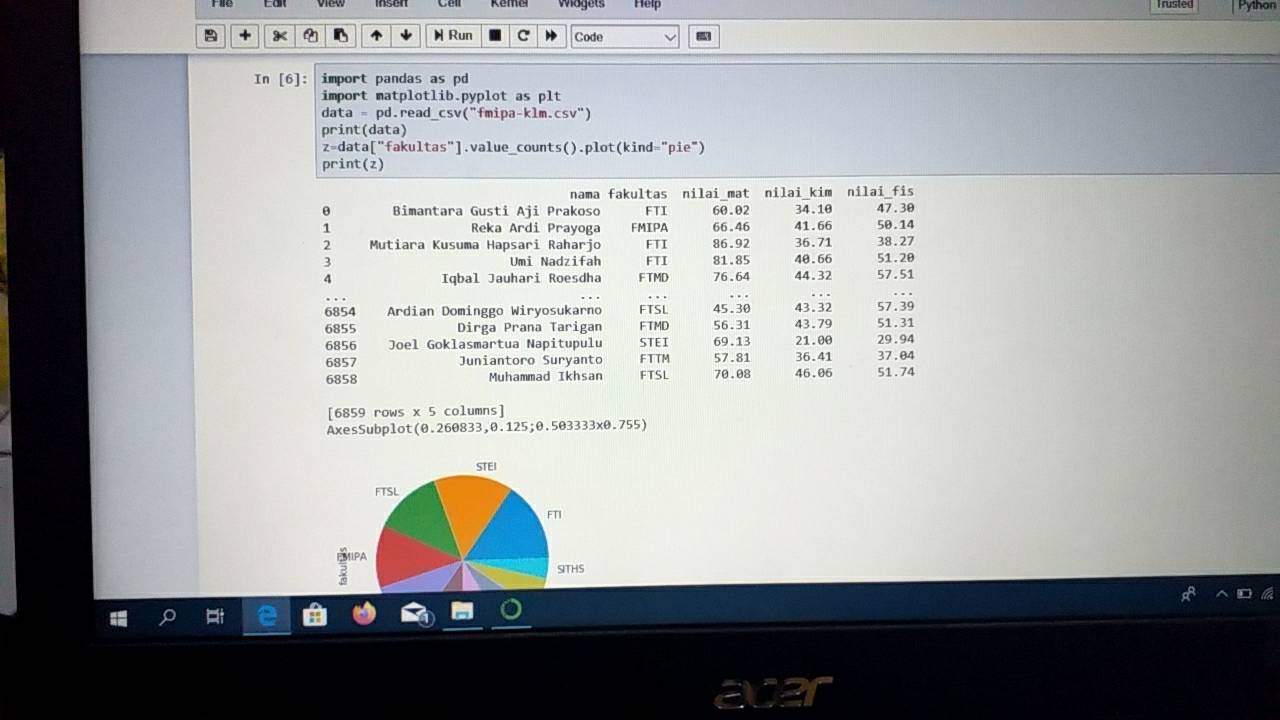 File Edit View Insert Cell Kernel Widgets Help Trusted Python
Run Code
In [6]: import pandas as pd
import matplotlib.pyplot as plt
data = pd.read_csv("fmipa-klm.csv")
print(data)
z=data["fakultas"].value_counts().plot(kind="pie")
print(z)
nama fakultas nilai_mat nilai_kim nilai_fis
0 Bimantara Gusti Aji Prakoso FTI 60.02 34.10 47.30
1 Reka Ardi Prayoga FMIPA 66.46 41.66 50.14
2 Mutiara Kusuma Hapsari Raharjo FTI 86.92 36.71 38.27
3 Umi Nadzifah FTI 81.85 40.66 51.20
4 Iqbal Jauhari Roesdha FTMD 76.64 44.32 57.51
... ... ... ... ... ...
6854 Ardian Dominggo Wiryosukarno FTSL 45.30 43.32 57.39
6855 Dirga Prana Tarigan FTMD 56.31 43.79 51.31
6856 Joel Goklasmartua Napitupulu STEI 69.13 21.00 29.94
6857 Juniantoro Suryanto FTTM 57.81 36.41 37.04
6858 Muhammad Ikhsan FTSL 70.08 46.06 51.74
[6859 rows x 5 columns]
AxesSubplot(0.260833,0.125;0.503333x0.755)
STEI
FTSL
FTI
FMIPA
fakultas
SITHS
1
acer